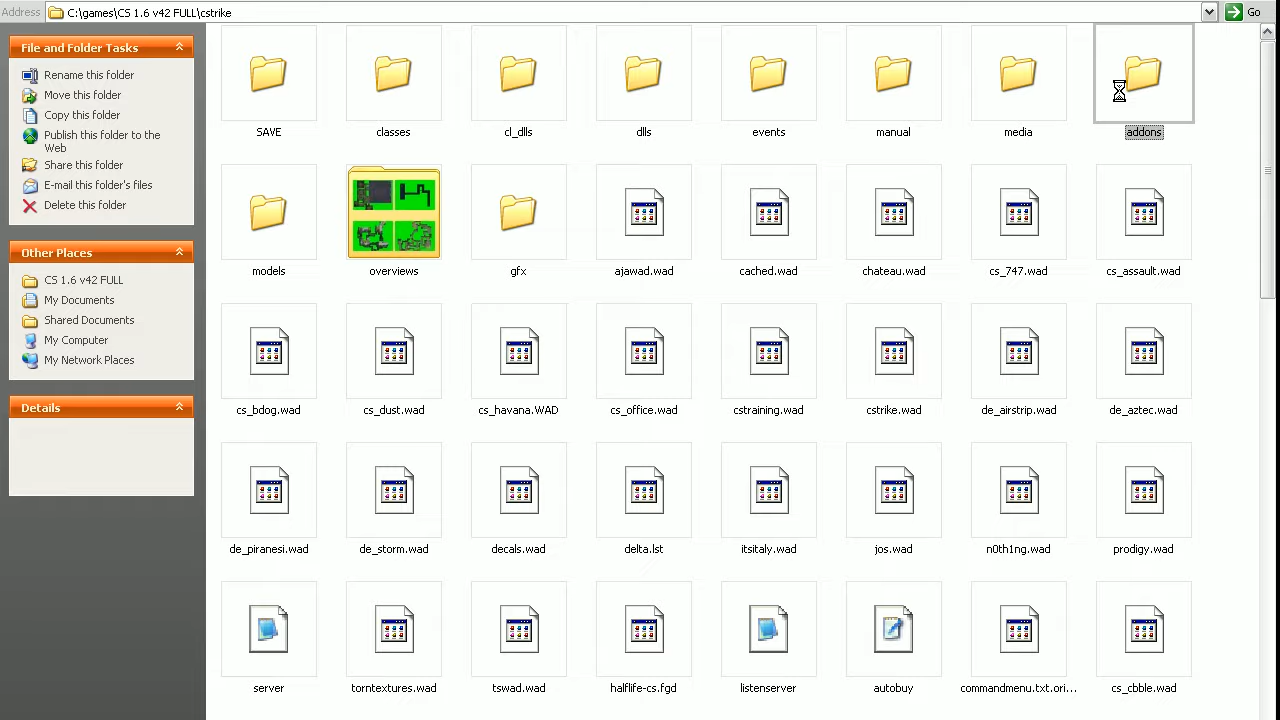 Address C:\games\CS 1.6 v42 FULL\cstrike Go
File and Folder Tasks
Rename this folder
Move this folder
Copy this folder
Publish this folder to the
Web
Share this folder
E-mail this folder's files
Delete this folder
Other Places
CS 1.6 v42 FULL
My Documents
Shared Documents
My Computer
My Network Places
Details
SAVE classes cl_dlls dlls events manual media addons
models overviews gfx ajawad.wad cached.wad chateau.wad cs_747.wad cs_assault.wad
cs_bdog.wad cs_dust.wad cs_havana.WAD cs_office.wad cstraining.wad cstrike.wad de_airstrip.wad de_aztec.wad
de_piranesi.wad de_storm.wad decals.wad delta.lst itsitaly.wad jos.wad n0th1ng.wad prodigy.wad
server torntextures.wad tswad.wad halflife-cs.fgd listenserver autobuy commandmenu.txt.ori... cs_cbble.wad